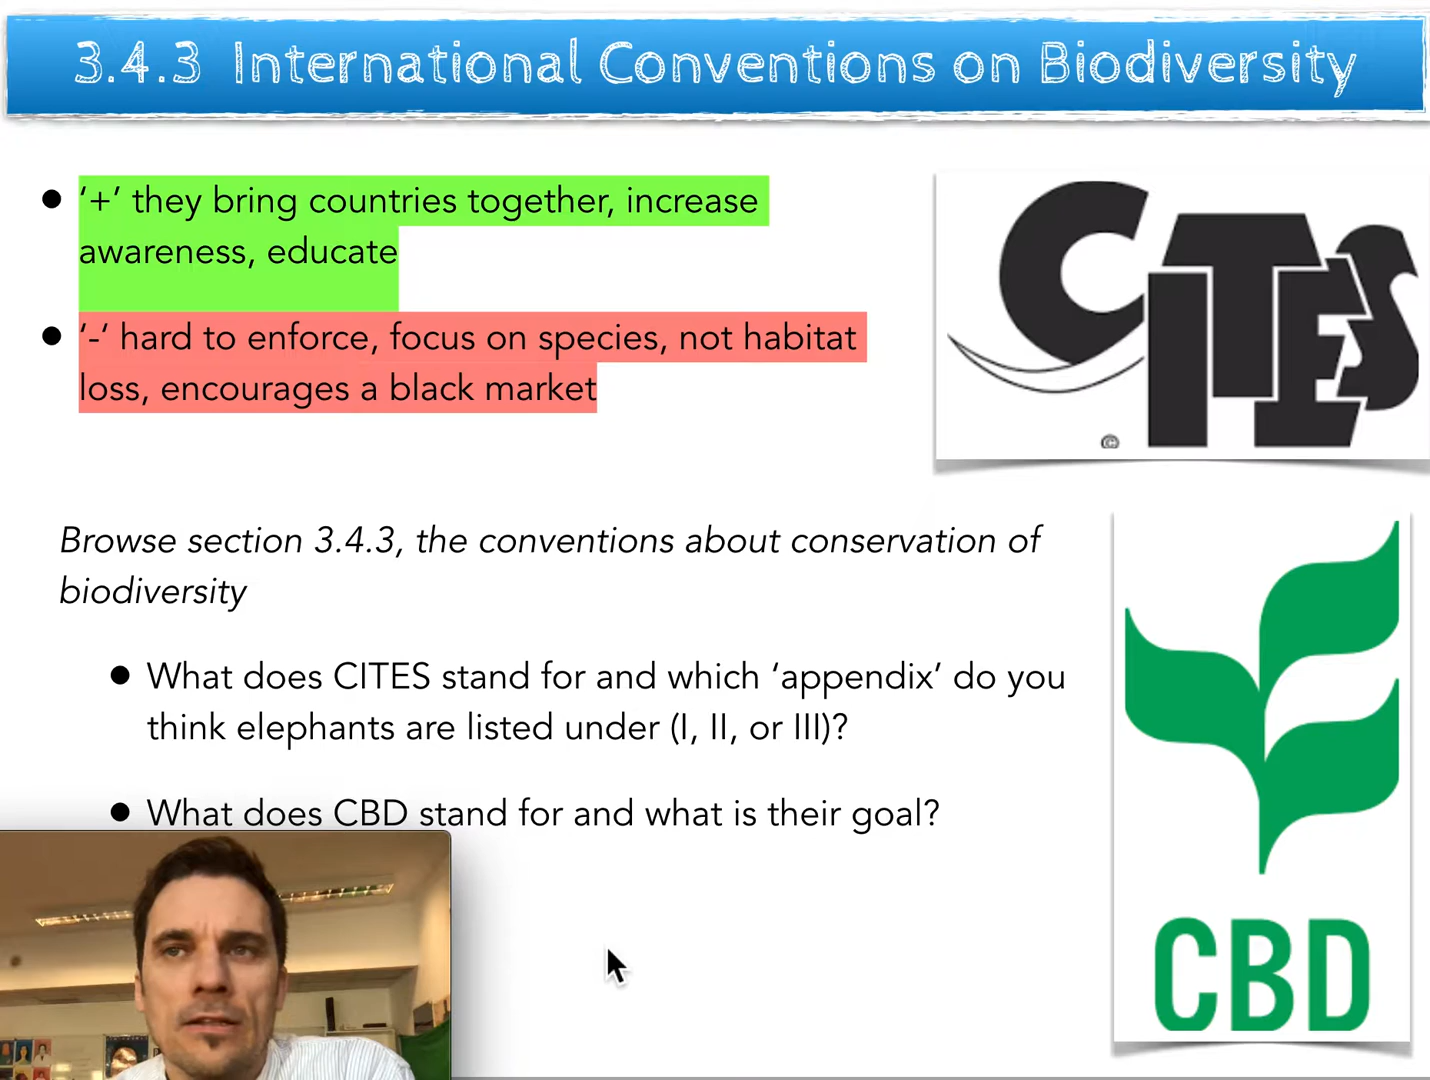 3.4.3 International Conventions on Biodiversity
‘+’ they bring countries together, increase
awareness, educate
‘-‘ hard to enforce, focus on species, not habitat
loss, encourages a black market
CITES
©
Browse section 3.4.3, the conventions about conservation of
biodiversity
What does CITES stand for and which ‘appendix’ do you
think elephants are listed under (I, II, or III)?
What does CBD stand for and what is their goal?
CBD